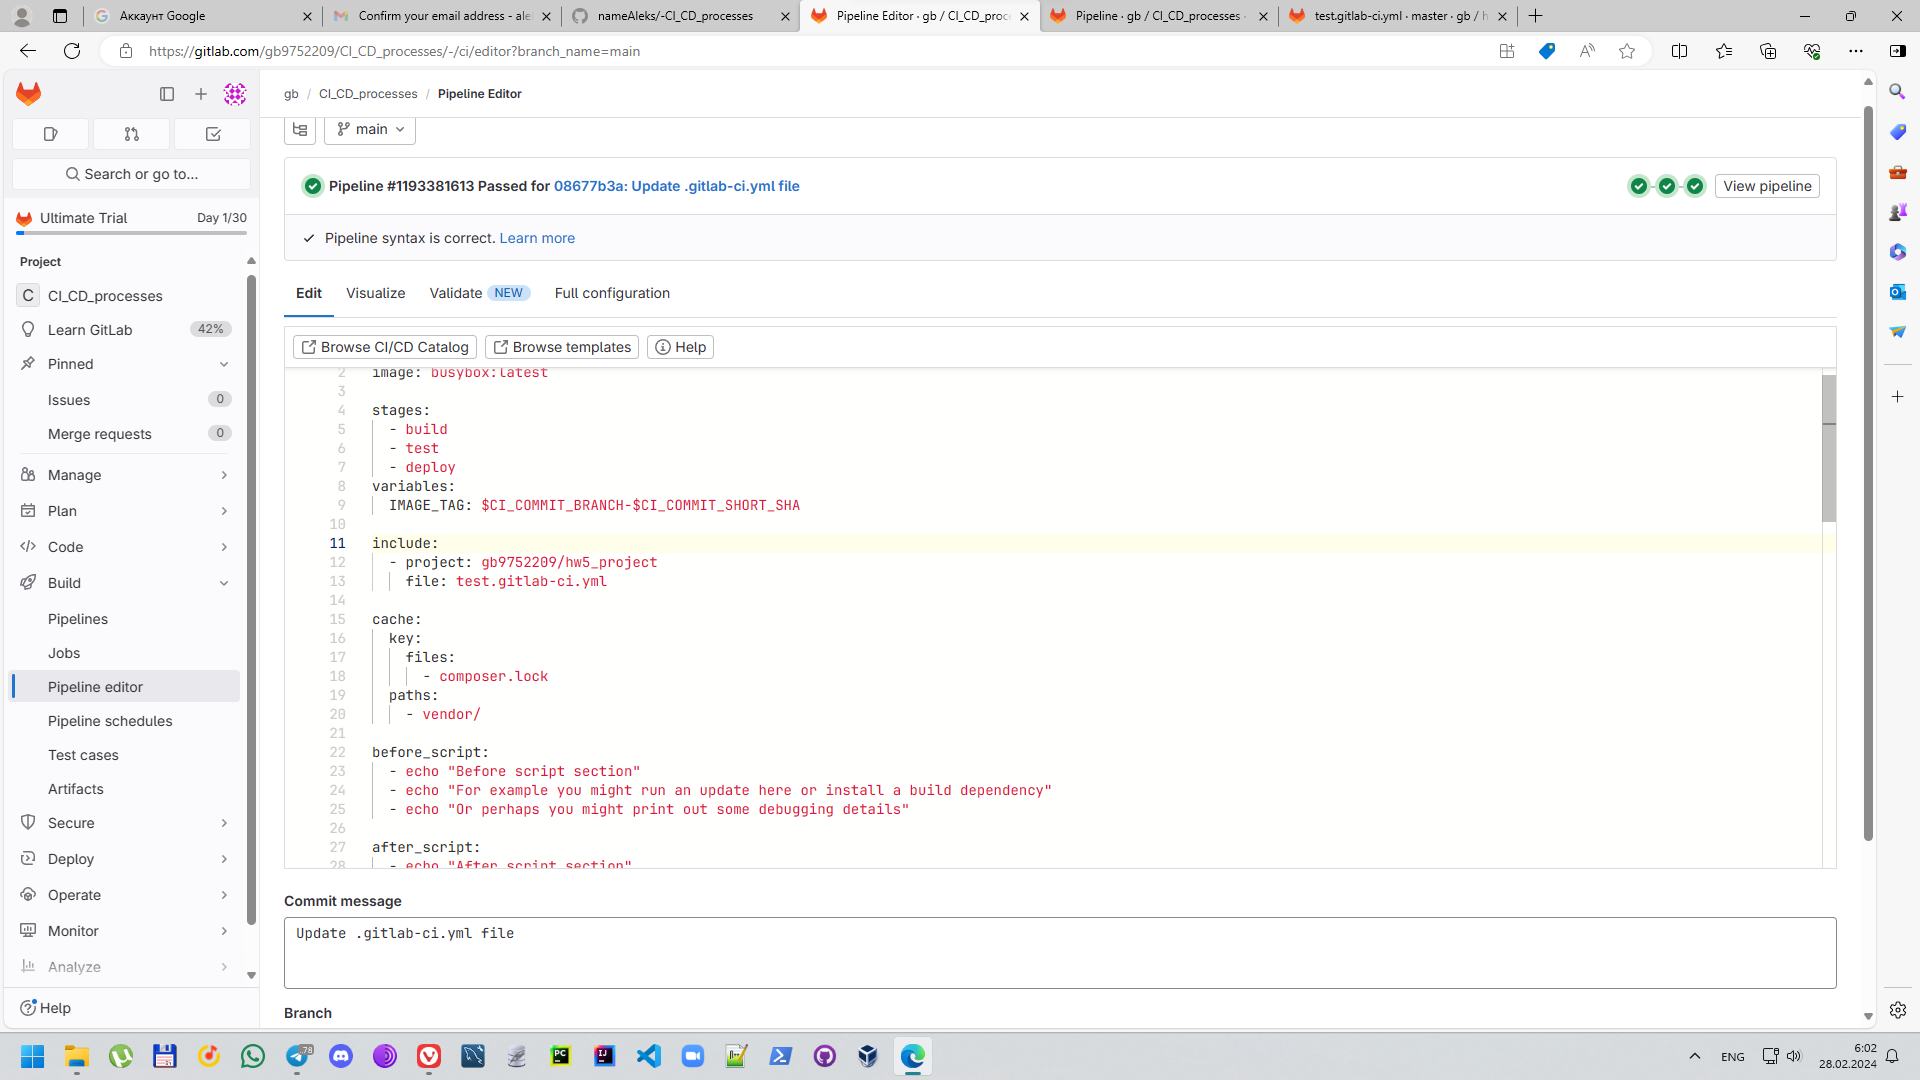 Аккаунт Google
Confirm your email address - ale
nameAleks/-CI_CD_processes
Pipeline Editor · gb / CI_CD_proc
Pipeline · gb / CI_CD_processes ·
test.gitlab-ci.yml · master · gb / h
https://gitlab.com/gb9752209/CI_CD_processes/-/ci/editor?branch_name=main
gb / CI_CD_processes / Pipeline Editor
main
Search or go to...
Pipeline #1193381613 Passed for 08677b3a: Update .gitlab-ci.yml file
View pipeline
Ultimate Trial
Day 1/30
Pipeline syntax is correct. Learn more
Project
CI_CD_processes
Learn GitLab
42%
Pinned
Issues
0
Merge requests
0
Manage
Plan
Code
Build
Pipelines
Jobs
Pipeline editor
Pipeline schedules
Test cases
Artifacts
Secure
Deploy
Operate
Monitor
Analyze
Help
Edit
Visualize
Validate NEW
Full configuration
Browse CI/CD Catalog
Browse templates
Help
2 image: busybox:latest
3
4 stages:
5 - build
6 - test
7 - deploy
8 variables:
9 IMAGE_TAG: $CI_COMMIT_BRANCH-$CI_COMMIT_SHORT_SHA
10
11 include:
12 - project: gb9752209/hw5_project
13 file: test.gitlab-ci.yml
14
15 cache:
16 key:
17 files:
18 - composer.lock
19 paths:
20 - vendor/
21
22 before_script:
23 - echo "Before script section"
24 - echo "For example you might run an update here or install a build dependency"
25 - echo "Or perhaps you might print out some debugging details"
26
27 after_script:
28 - echo "After script section"
Commit message
Update .gitlab-ci.yml file
Branch
78
PC
IJ
ENG
6:02
28.02.2024